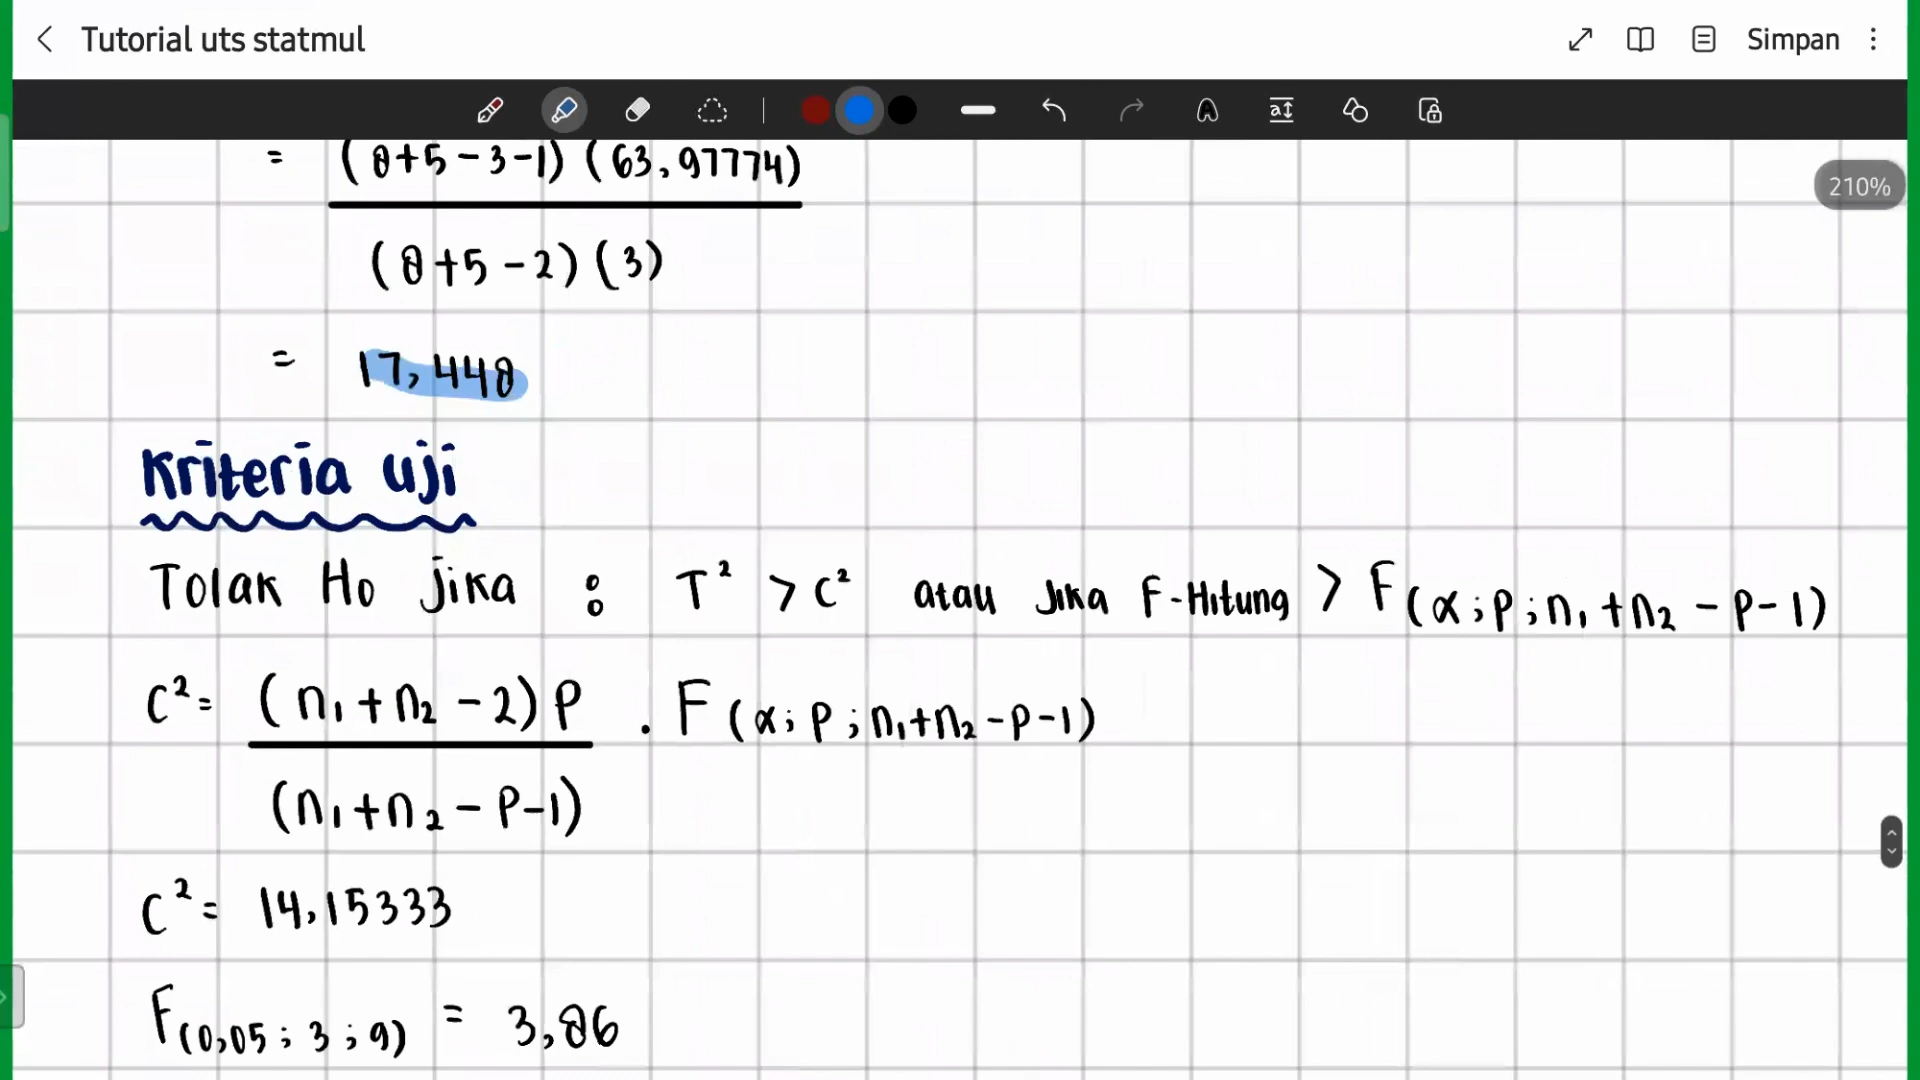 Tutorial uts statmul
Simpan
210%
= (8+5-3-1) (63,97774)
(8+5-2) (3)
= 17,448
Kriteria uji
Tolak Ho jika : T² > C² atau Jika F-Hitung > F(α;p;n₁+n₂-p-1)
C² = (n₁+n₂-2)p . F(α;p;n₁+n₂-p-1)
(n₁+n₂-p-1)
C² = 14,15333
F(0,05;3;9) = 3,86